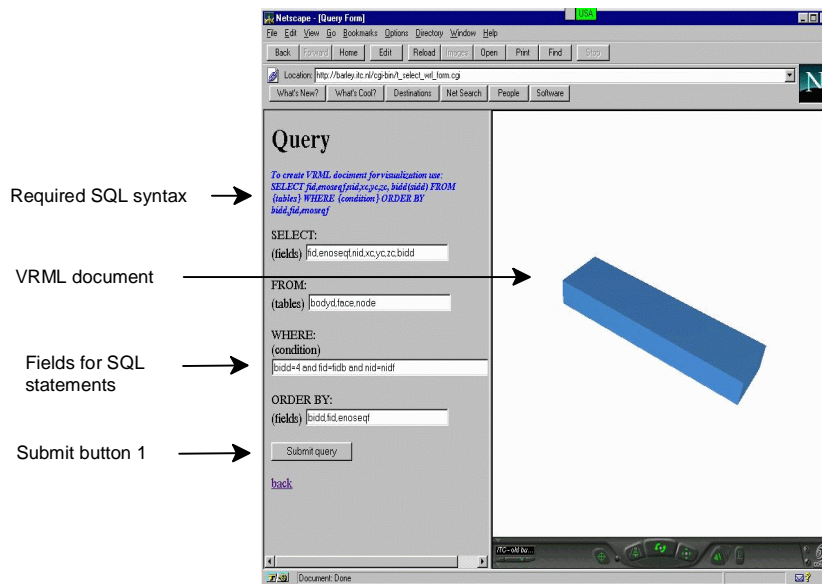 Netscape - [Query Form]
USA
File Edit View Go Bookmarks Options Directory Window Help
Back Forward Home Edit Reload Images Open Print Find Stop
Location: http://barley.itc.nl/cgi-bin/t_select_wrl_form.cgi
N
What's New? What's Cool? Destinations Net Search People Software
Query
To create VRML docíment for visualization use:
SELECT fid,enoseqf,nid,xc,yc,zc, bidd(sidd) FROM
{tables} WHERE {condition} ORDER BY
bidd,fid,enoseqf
Required SQL syntax
SELECT:
(fields) fid,enoseqf,nid,xc,yc,zc,bidd
VRML document
FROM:
(tables) bodyd,face,node
WHERE:
(condition)
bidd=4 and fid=fidb and nid=nidf
Fields for SQL
statements
ORDER BY:
(fields) bidd,fid,enoseqf
Submit button 1
Submit query
back
ITC - old ba...
Document: Done